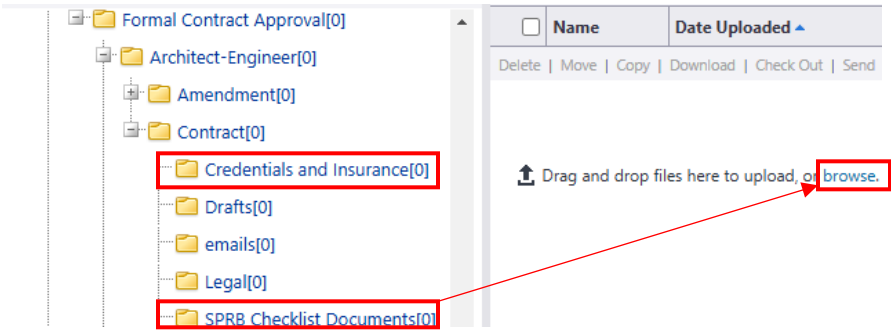 Formal Contract Approval[0]
Architect-Engineer[0]
Amendment[0]
Contract[0]
Credentials and Insurance[0]
Drafts[0]
emails[0]
Legal[0]
SPRB Checklist Documents[0]
Name Date Uploaded
Delete | Move | Copy | Download | Check Out | Send
Drag and drop files here to upload, or browse.